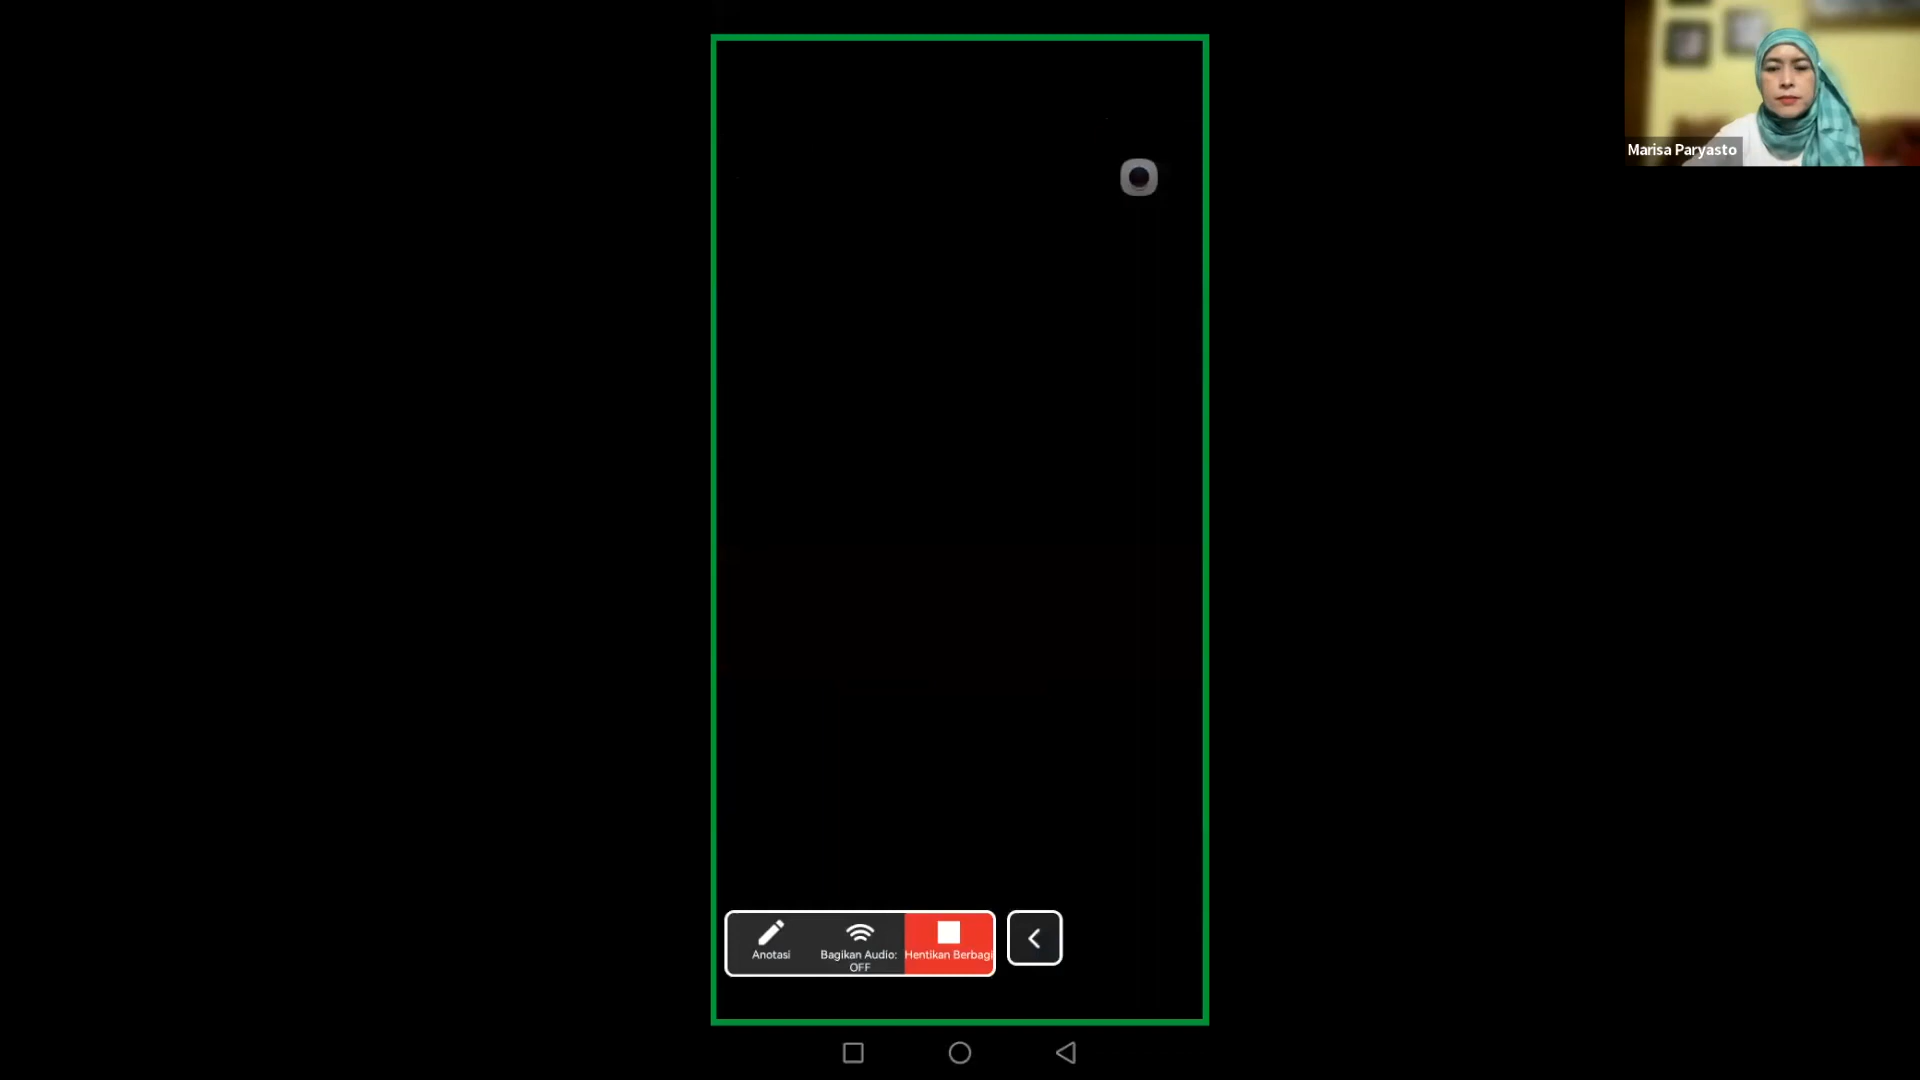 Marisa Paryasto
Anotasi
Bagikan Audio:
OFF
Hentikan Berbagi